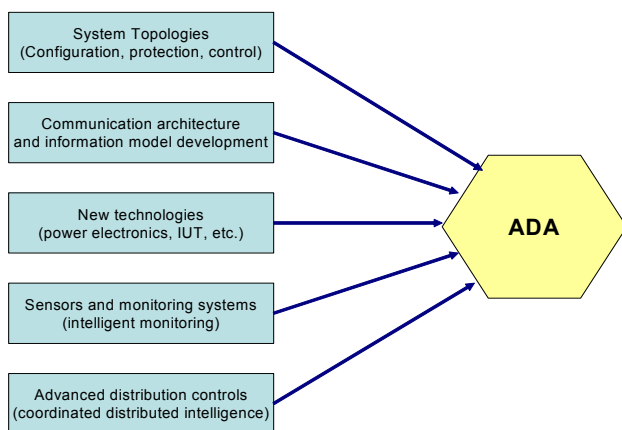 System Topologies
(Configuration, protection, control)
Communication architecture
and information model development
New technologies
(power electronics, IUT, etc.)
ADA
Sensors and monitoring systems
(intelligent monitoring)
Advanced distribution controls
(coordinated distributed intelligence)